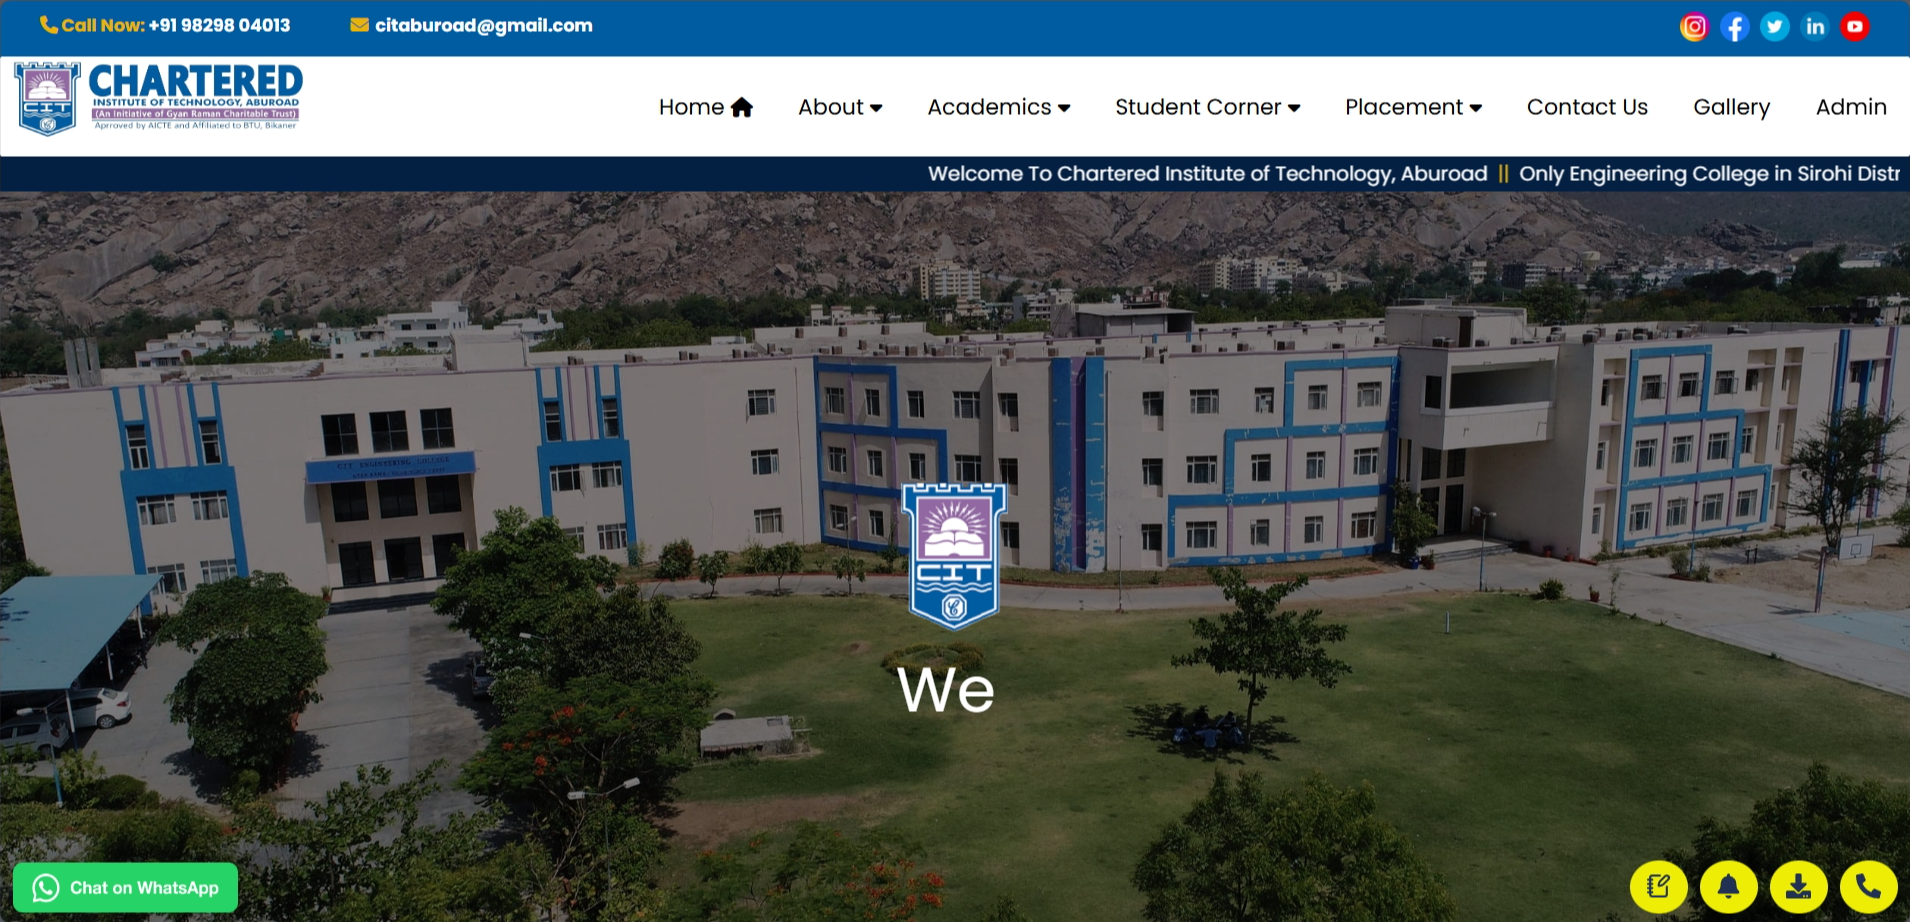 Call Now: +91 98298 04013
citaburoad@gmail.com
CIT
CHARTERED
INSTITUTE OF TECHNOLOGY, ABUROAD
(An Initiative of Gyan Raman Charitable Trust)
Aprroved by AICTE and Affiliated to BTU, Bikaner
Home
About
Academics
Student Corner
Placement
Contact Us
Gallery
Admin
Welcome To Chartered Institute of Technology, Aburoad || Only Engineering College in Sirohi Distr
CIT ENGINEERING COLLEGE
CIT
We
Chat on WhatsApp